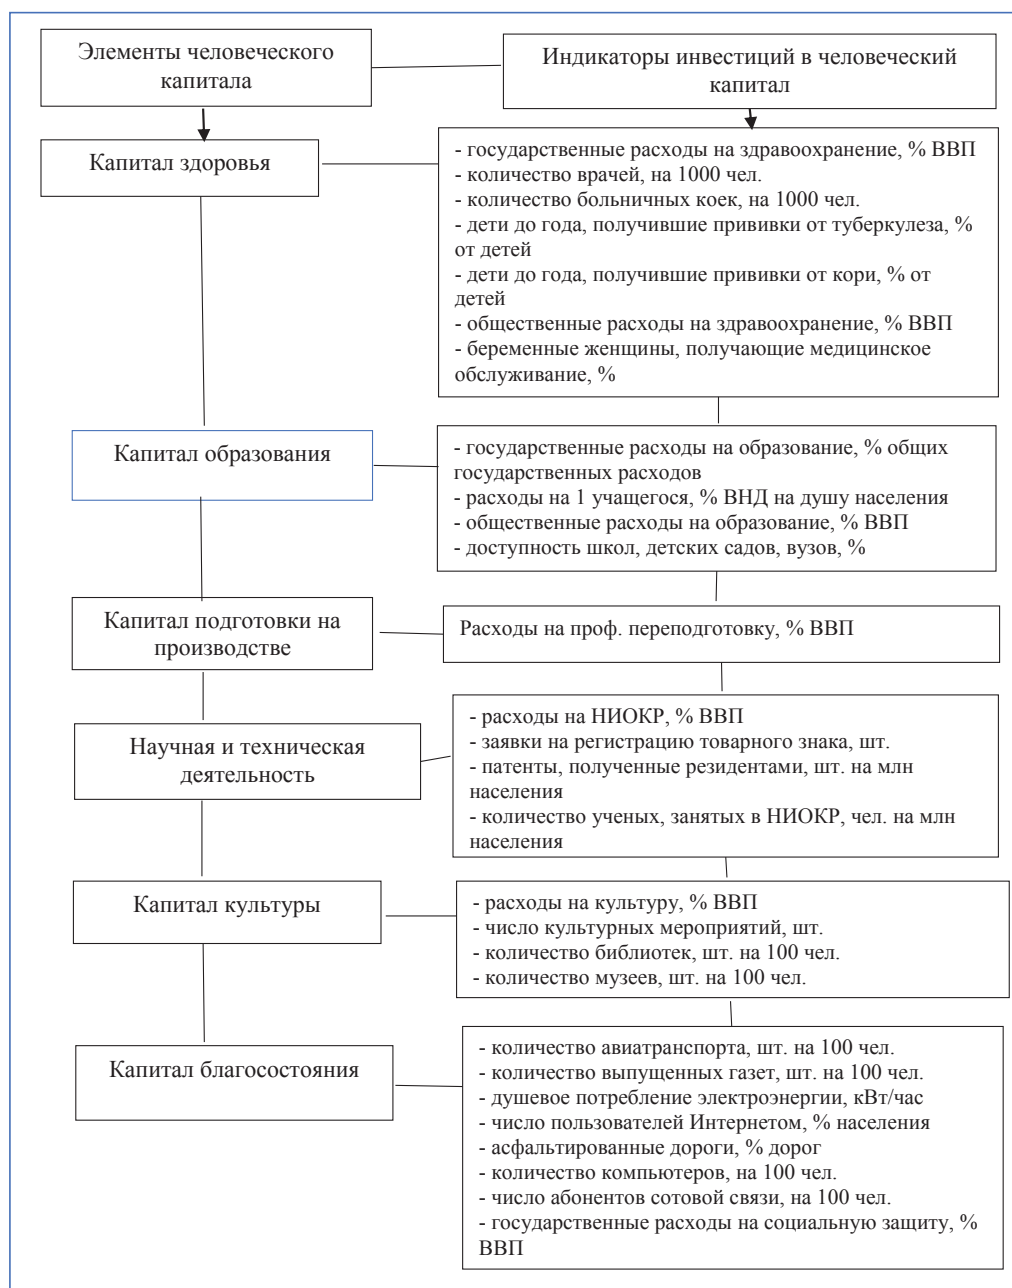 Элементы человеческого
капитала
Индикаторы инвестиций в человеческий
капитал
Капитал здоровья
- государственные расходы на здравоохранение, % ВВП
- количество врачей, на 1000 чел.
- количество больничных коек, на 1000 чел.
- дети до года, получившие прививки от туберкулеза, %
от детей
- дети до года, получившие прививки от кори, % от
детей
- общественные расходы на здравоохранение, % ВВП
- беременные женщины, получающие медицинское
обслуживание, %
Капитал образования
- государственные расходы на образование, % общих
государственных расходов
- расходы на 1 учащегося, % ВНД на душу населения
- общественные расходы на образование, % ВВП
- доступность школ, детских садов, вузов, %
Капитал подготовки на
производстве
Расходы на проф. переподготовку, % ВВП
Научная и техническая
деятельность
- расходы на НИОКР, % ВВП
- заявки на регистрацию товарного знака, шт.
- патенты, полученные резидентами, шт. на млн
населения
- количество ученых, занятых в НИОКР, чел. на млн
населения
Капитал культуры
- расходы на культуру, % ВВП
- число культурных мероприятий, шт.
- количество библиотек, шт. на 100 чел.
- количество музеев, шт. на 100 чел.
Капитал благосостояния
- количество авиатранспорта, шт. на 100 чел.
- количество выпущенных газет, шт. на 100 чел.
- душевое потребление электроэнергии, кВт/час
- число пользователей Интернетом, % населения
- асфальтированные дороги, % дорог
- количество компьютеров, на 100 чел.
- число абонентов сотовой связи, на 100 чел.
- государственные расходы на социальную защиту, %
ВВП